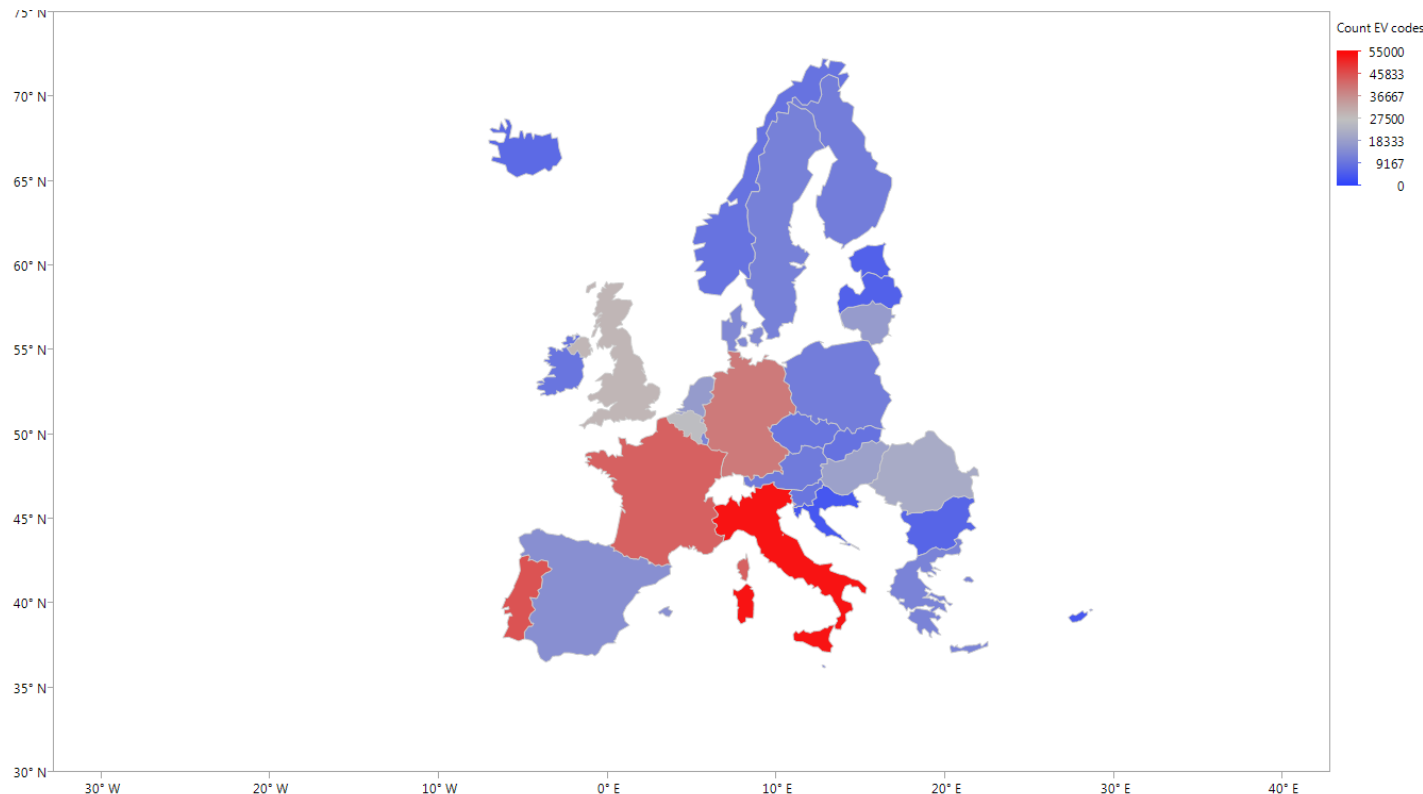 75° N
Count EV codes
55000
45833
70° N
36667
27500
18333
9167
65° N
0
60° N
55° N
50° N
45° N
40° N
35° N
30° N
30° W
20° W
10° W
0° E
10° E
20° E
30° E
40° E